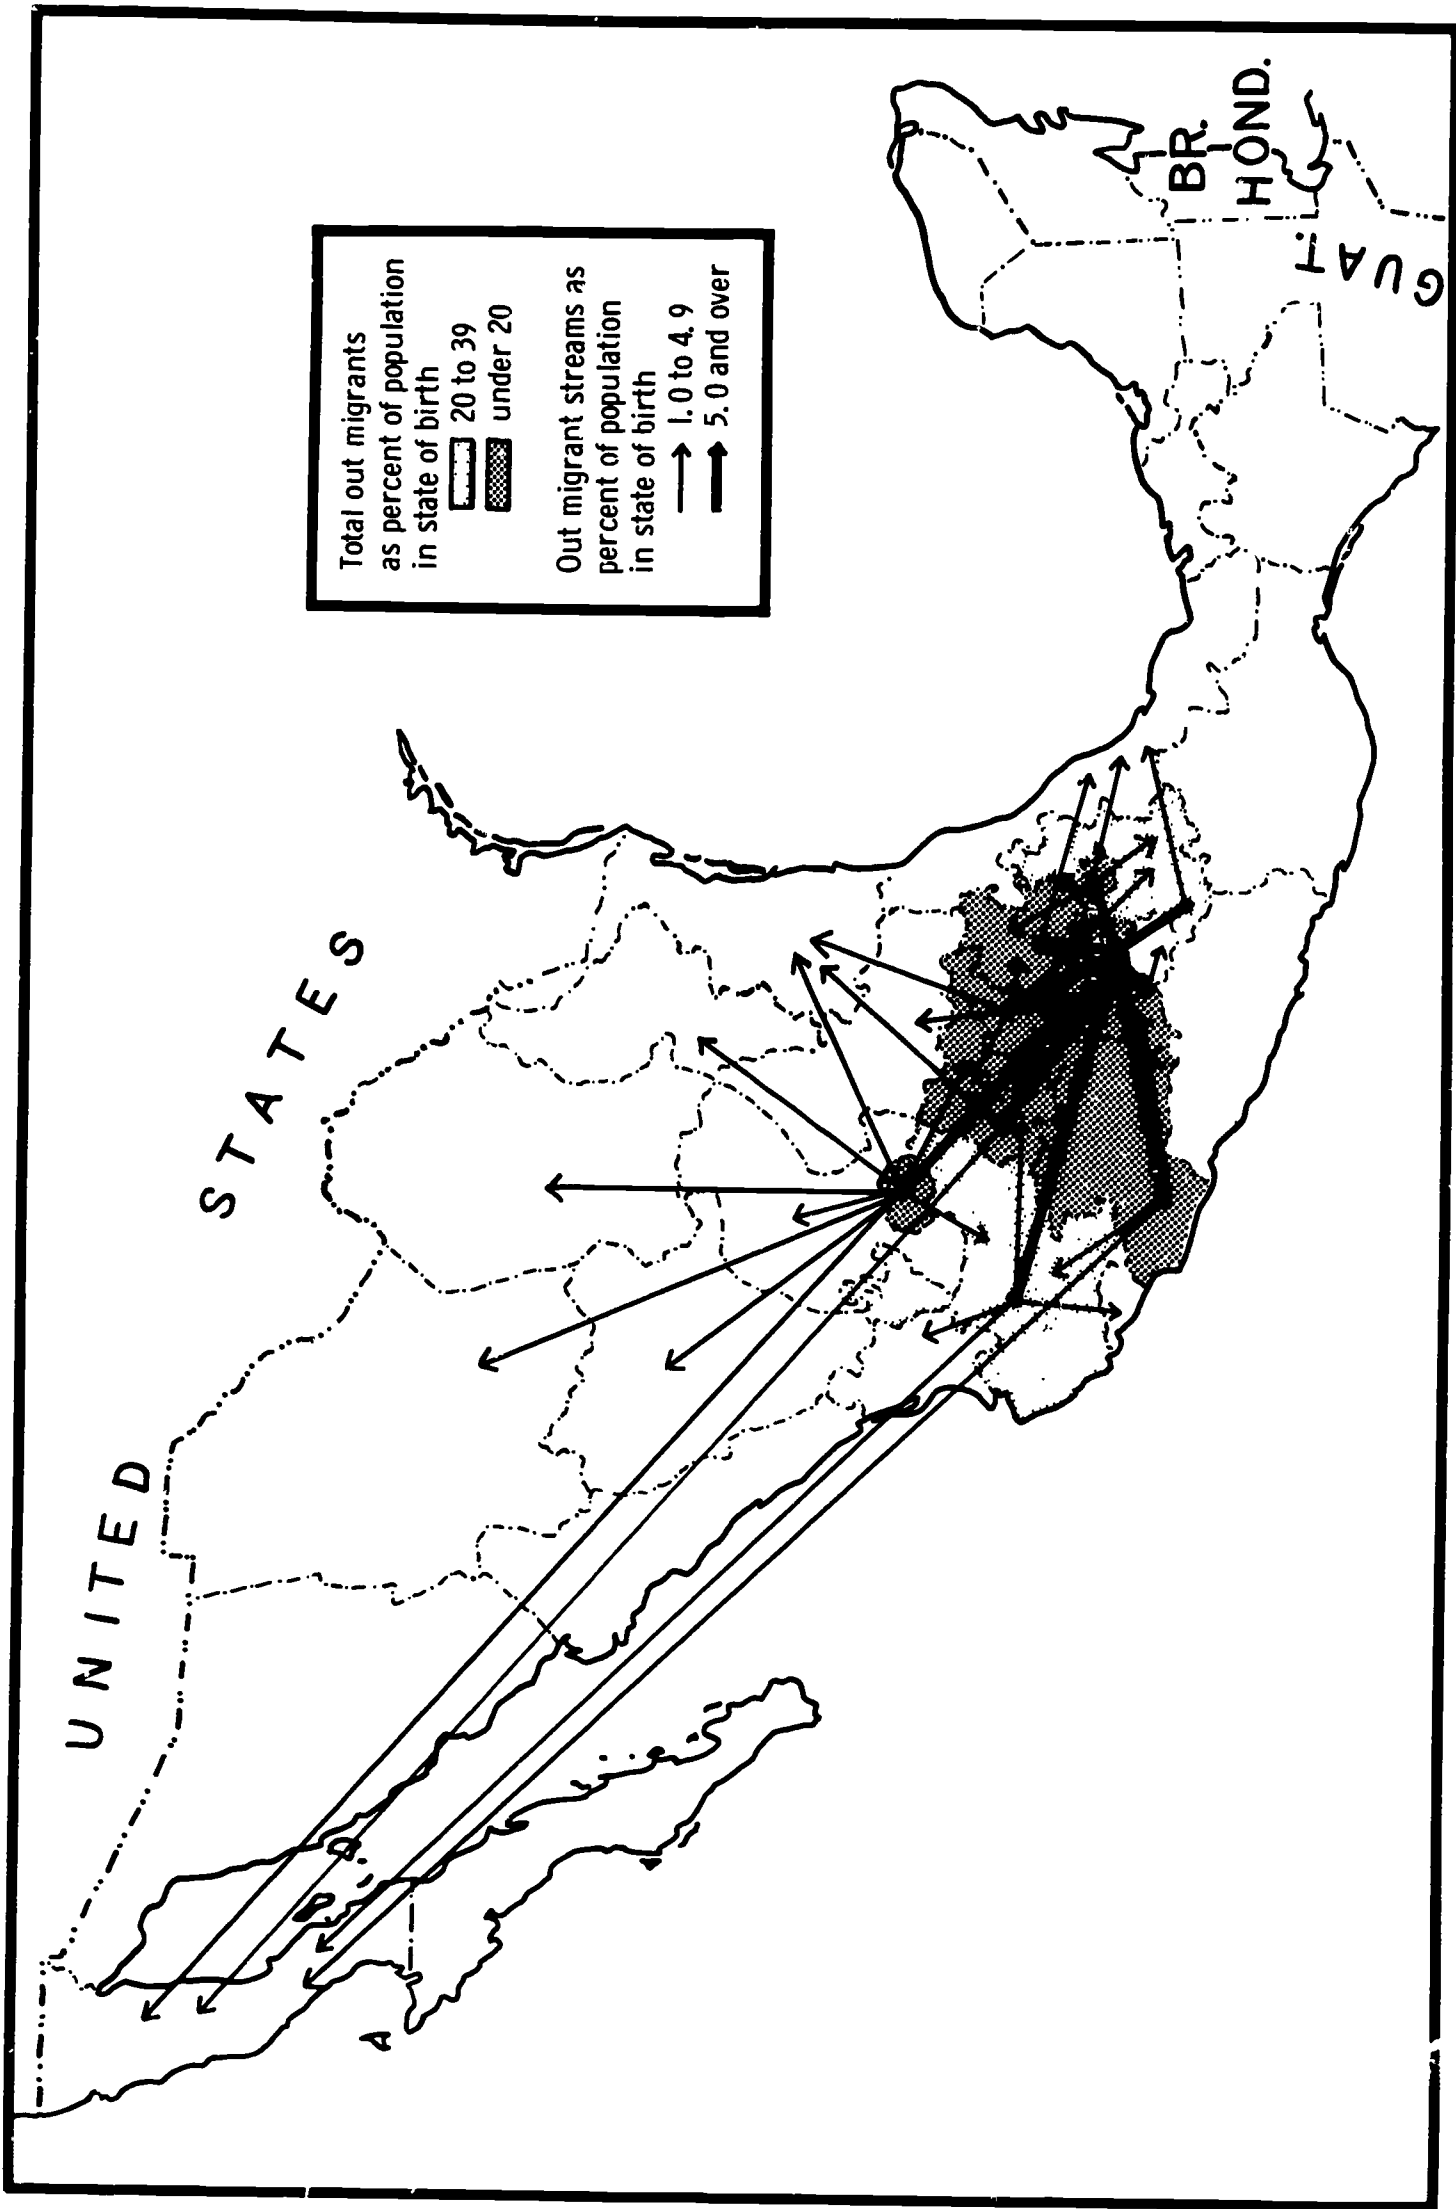 UNITED
STATES
Total out migrants
as percent of population
in state of birth
20 to 39
under 20
Out migrant streams as
percent of population
in state of birth
1.0 to 4.9
5.0 and over
BR.
HOND.
GUAT.
A